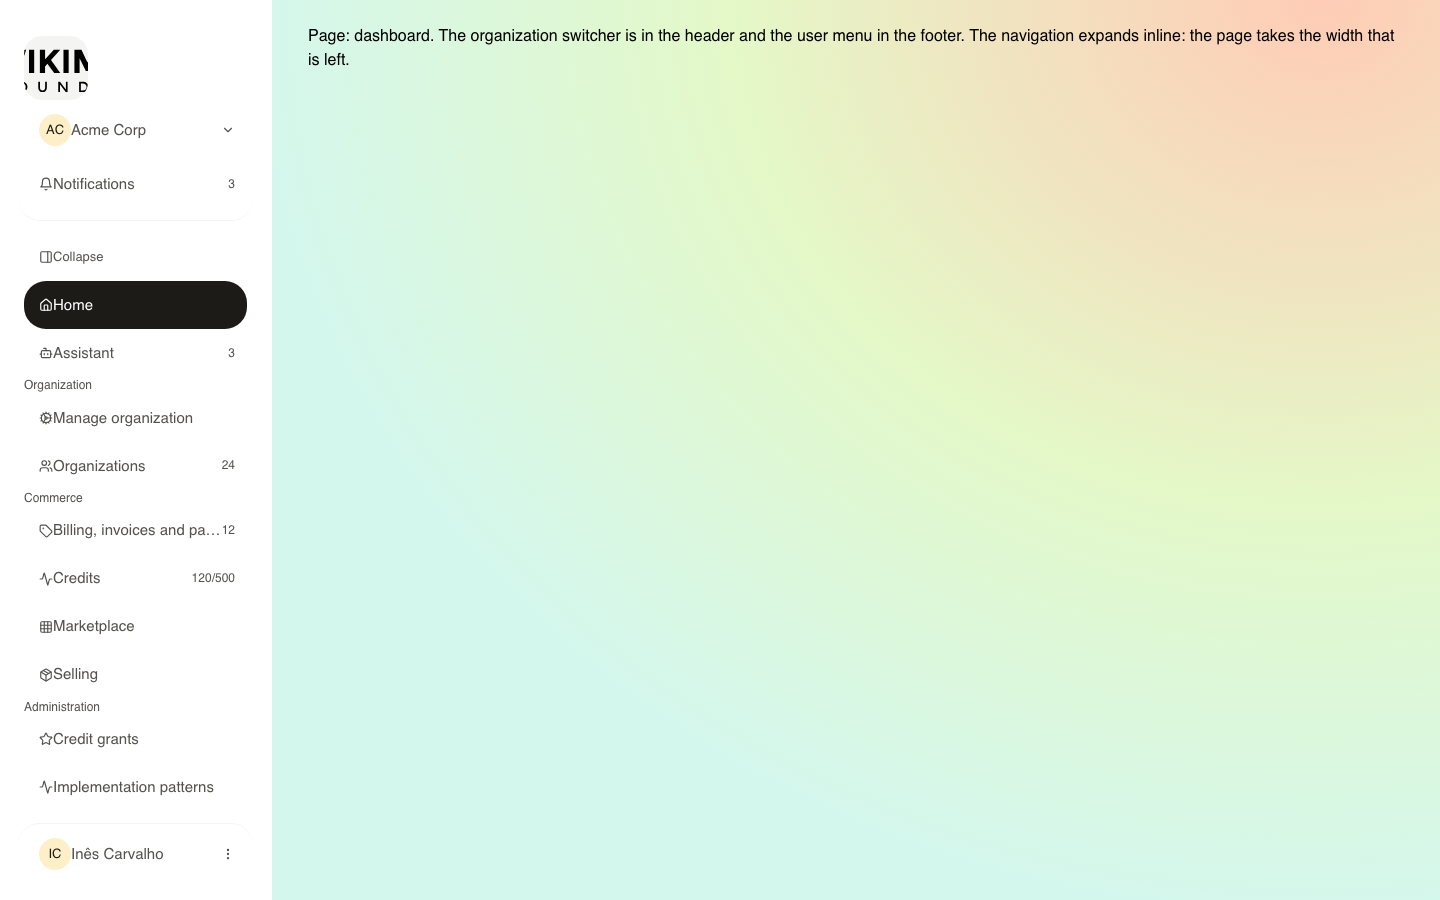 IKIN
OUND
AC Acme Corp
Notifications 3
Collapse
Home
Assistant 3
Organization
Manage organization
Organizations 24
Commerce
Billing, invoices and pa… 12
Credits 120/500
Marketplace
Selling
Administration
Credit grants
Implementation patterns
IC Inês Carvalho
Page: dashboard. The organization switcher is in the header and the user menu in the footer. The navigation expands inline: the page takes the width that
is left.